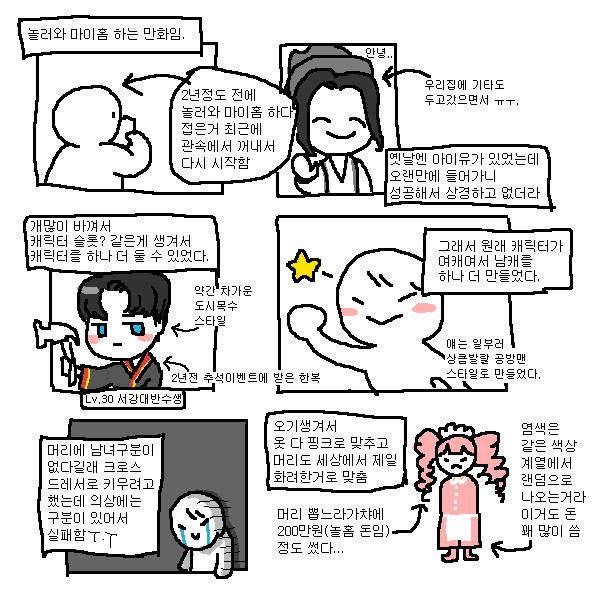 놀러와 마이홈 하는 만화임.
2년정도 전에
놀러와 마이홈 하다
접은거 최근에
관속에서 꺼내서
다시 시작함
안녕..
우리집에 기타도
두고갔으면서 ㅠㅜ.
옛날엔 아이유가 있었는데
오랜만에 들어가니
성공해서 상경하고 없더라
개많이 바껴서
캐릭터 슬롯? 같은게 생겨서
캐릭터를 하나 더 둘 수 있었다.
약간 차가운
도시목수
스타일
2년전 추석이벤트에 받은 한복
Lv.30 서강대반수생
그래서 원래 캐릭터가
여캐여서 남캐를
하나 더 만들었다.
얘는 일부러
상큼발랄 공방맨
스타일로 만들었다.
머리에 남녀구분이
없다길래 크로스
드레서로 키우려고
했는데 의상에는
구분이 있어서
실패함ㅜ.ㅜ
오기생겨서
옷 다 핑크로 맞추고
머리도 세상에서 제일
화려한거로 맞춤
머리 뽑느라가챠에
200만원(놀홈 돈임)
정도 썼다...
염색은
같은 색상
계열에서
랜덤으로
나오는거라
이거도 돈
꽤 많이 씀